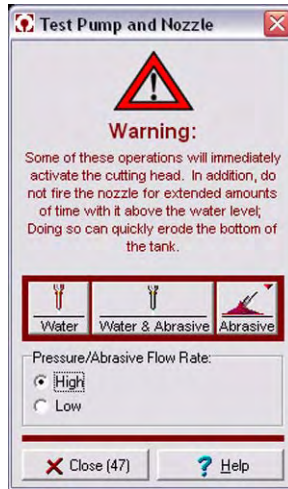 Test Pump and Nozzle
Warning:
Some of these operations will immediately
activate the cutting head. In addition, do
not fire the nozzle for extended amounts
of time with it above the water level;
Doing so can quickly erode the bottom of
the tank.
Water Water & Abrasive Abrasive
Pressure/Abrasive Flow Rate:
High
Low
Close (47) Help